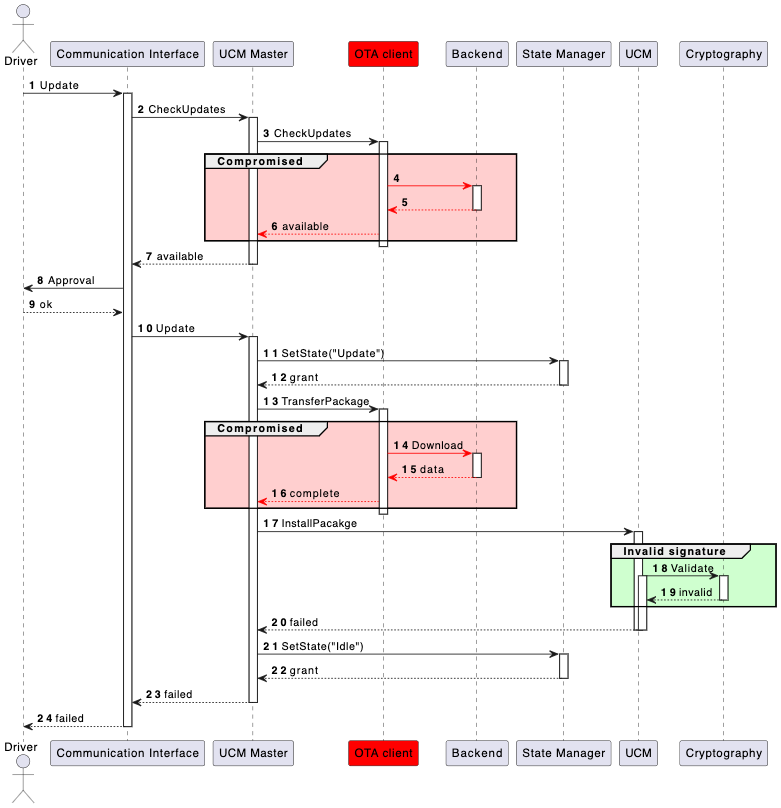 Driver
Communication Interface
UCM Master
OTA client
Backend
State Manager
UCM
Cryptography
1 Update
2 CheckUpdates
3 CheckUpdates
Compromised
4
5
6 available
7 available
8 Approval
9 ok
10 Update
11 SetState("Update")
12 grant
13 TransferPackage
Compromised
14 Download
15 data
16 complete
17 InstallPacakge
Invalid signature
18 Validate
19 invalid
20 failed
21 SetState("Idle")
22 grant
23 failed
24 failed
Driver
Communication Interface
UCM Master
OTA client
Backend
State Manager
UCM
Cryptography